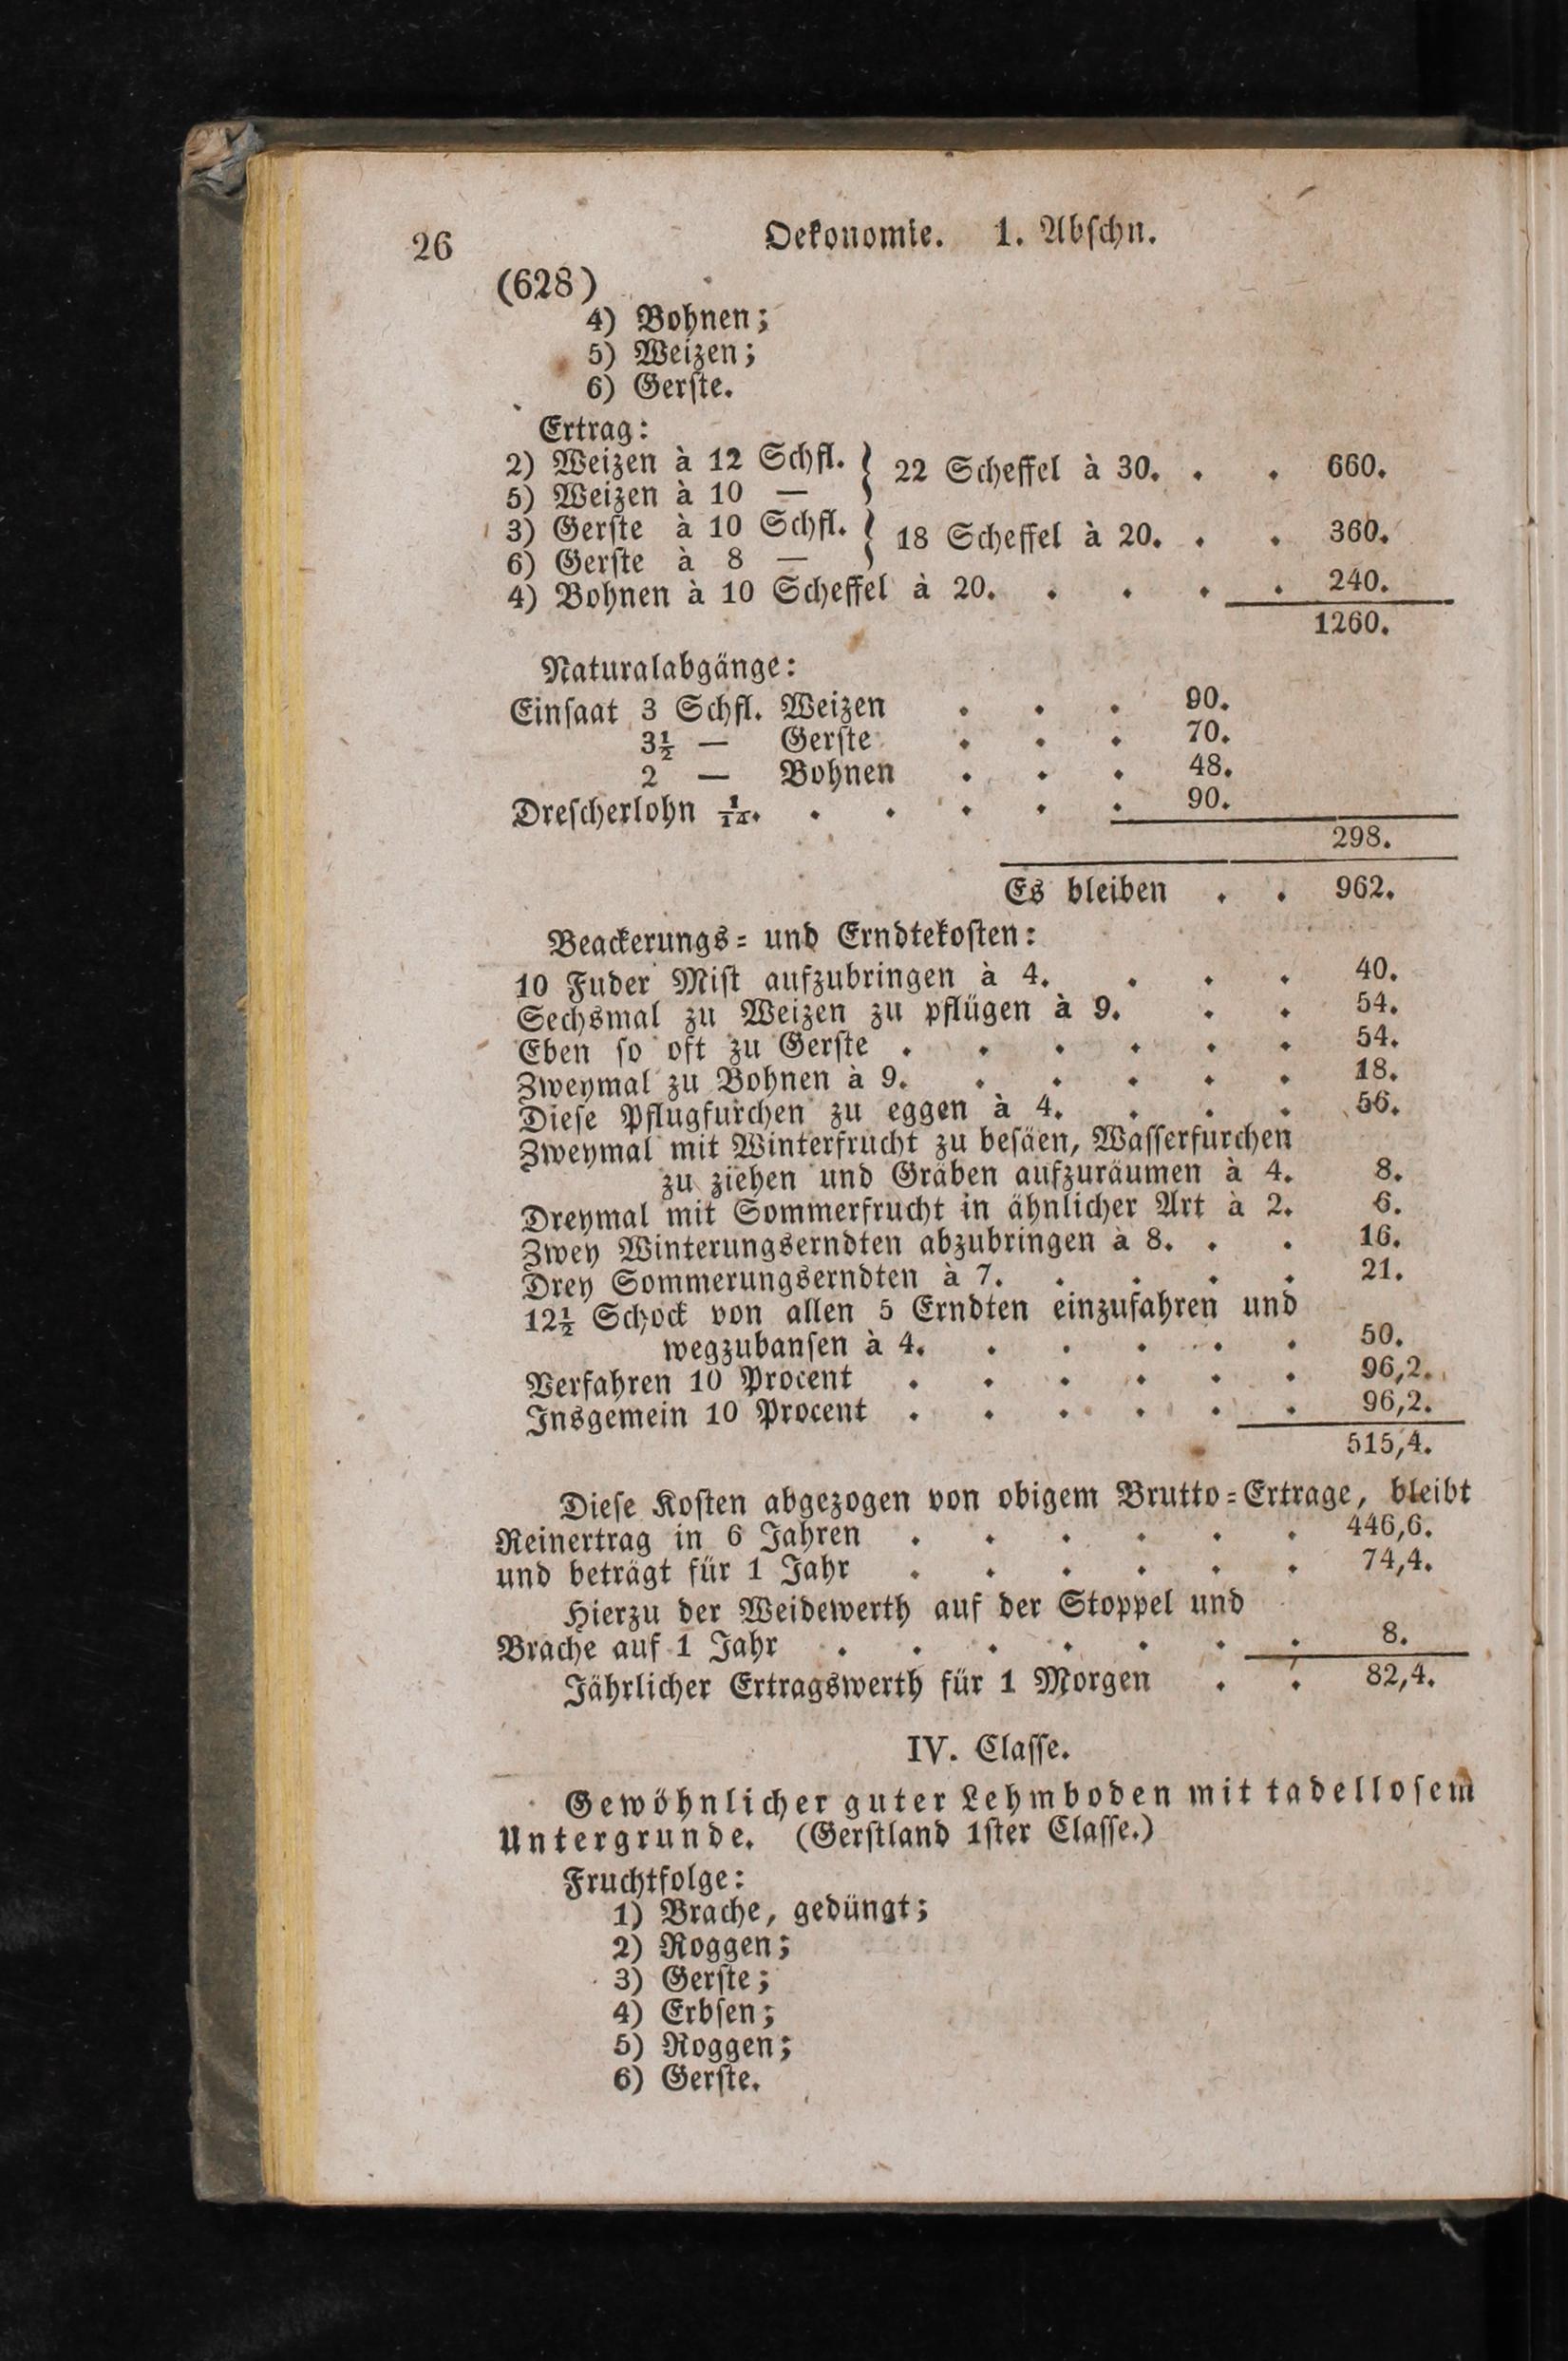 26
Oekonomie. 1. Abschn.
(628)
4) Bohnen;
5) Weizen;
6) Gerste.
Ertrag:
2) Weizen à 12 Schfl. } 22 Scheffel à 30. . . 660.
5) Weizen à 10 —
3) Gerste à 10 Schfl. } 18 Scheffel à 20. . . 360.
6) Gerste à 8 —
4) Bohnen à 10 Scheffel à 20. . . . . 240.
1260.
Naturalabgänge:
Einsaat 3 Schfl. Weizen . . . 90.
3½ — Gerste . . . 70.
2 — Bohnen . . . 48.
Drescherlohn 1/14. . . . . . 90.
298.
Es bleiben . . 962.
Beackerungs- und Erndtekosten:
10 Fuder Mist aufzubringen à 4. . . . 40.
Sechsmal zu Weizen zu pflügen à 9. . . 54.
Eben so oft zu Gerste . . . . . . 54.
Zweymal zu Bohnen à 9. . . . . . 18.
Diese Pflugfurchen zu eggen à 4. . . . 56.
Zweymal mit Winterfrucht zu besäen, Wasserfurchen
zu ziehen und Gräben aufzuräumen à 4. 8.
Dreymal mit Sommerfrucht in ähnlicher Art à 2. 6.
Zwey Winterungserndten abzubringen à 8. . . 16.
Drey Sommerungserndten à 7. . . . . 21.
12½ Schock von allen 5 Erndten einzufahren und
wegzubansen à 4. . . . . . 50.
Verfahren 10 Procent . . . . . . 96,2.
Insgemein 10 Procent . . . . . . 96,2.
515,4.
Diese Kosten abgezogen von obigem Brutto-Ertrage, bleibt
Reinertrag in 6 Jahren . . . . . . 446,6.
und beträgt für 1 Jahr . . . . . . 74,4.
Hierzu der Weidewerth auf der Stoppel und
Brache auf 1 Jahr . . . . . . . 8.
Jährlicher Ertragswerth für 1 Morgen . . 82,4.
IV. Classe.
Gewöhnlicher guter Lehmboden mit tadellosem
Untergrunde. (Gerstland 1ster Classe.)
Fruchtfolge:
1) Brache, gedüngt;
2) Roggen;
3) Gerste;
4) Erbsen;
5) Roggen;
6) Gerste.